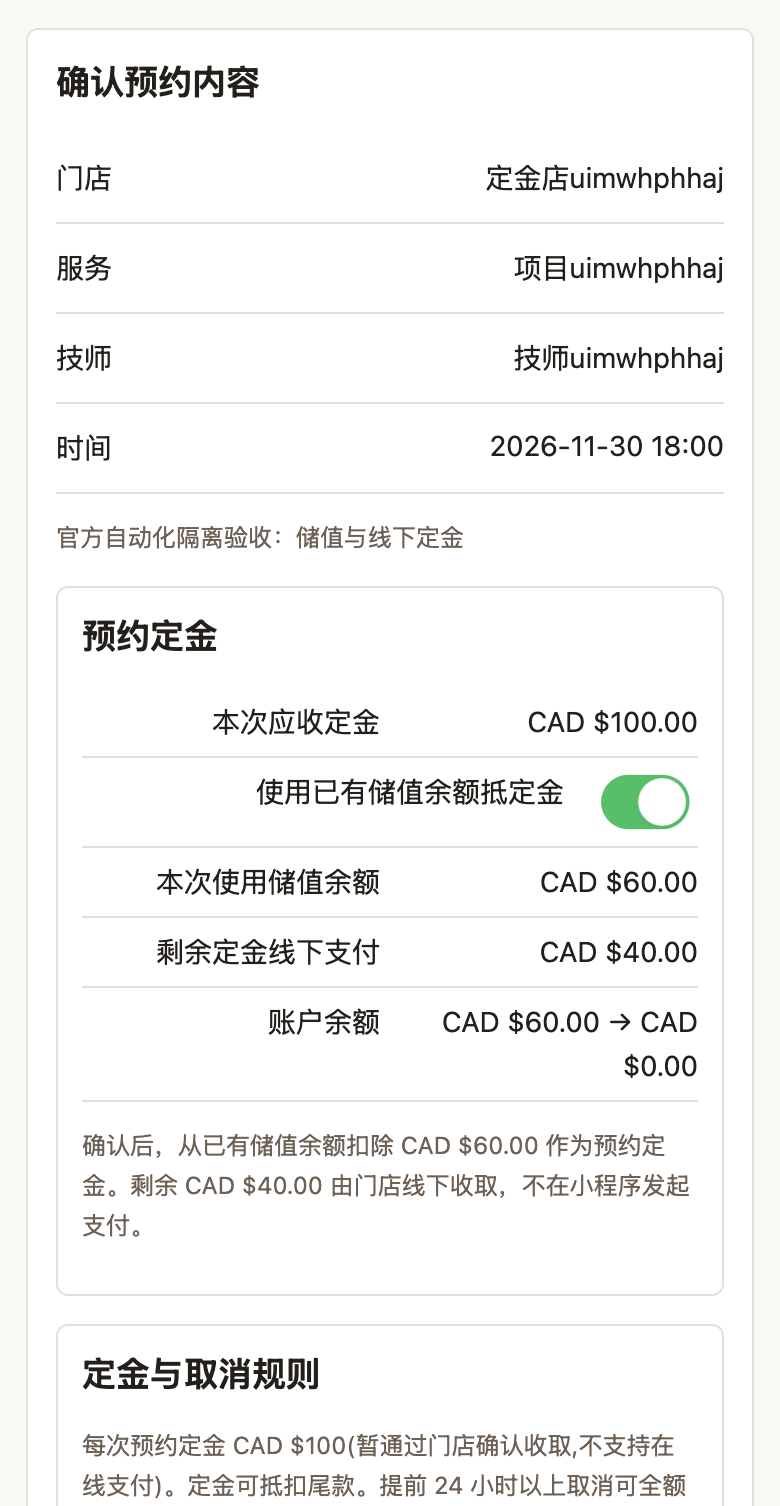 确认预约内容
门店 定金店uimwhphhaj
服务 项目uimwhphhaj
技师 技师uimwhphhaj
时间 2026-11-30 18:00
官方自动化隔离验收：储值与线下定金
预约定金
本次应收定金 CAD $100.00
使用已有储值余额抵定金
本次使用储值余额 CAD $60.00
剩余定金线下支付 CAD $40.00
账户余额 CAD $60.00 → CAD
$0.00
确认后，从已有储值余额扣除 CAD $60.00 作为预约定
金。剩余 CAD $40.00 由门店线下收取，不在小程序发起
支付。
定金与取消规则
每次预约定金 CAD $100(暂通过门店确认收取,不支持在
线支付)。定金可抵扣尾款。提前 24 小时以上取消可全额